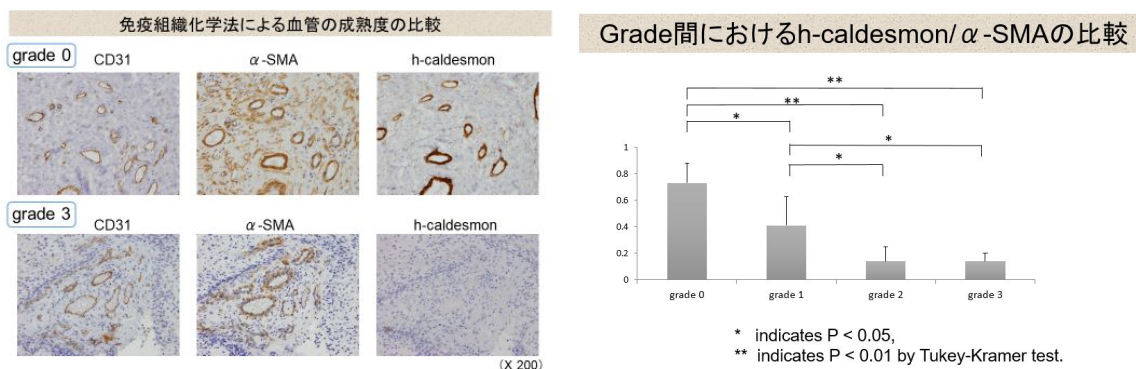 免疫組織化学法による血管の成熟度の比較
grade 0
CD31 α-SMA h-caldesmon
grade 3
CD31 α-SMA h-caldesmon
(X 200)
Grade間におけるh-caldesmon/α-SMAの比較
**
**
*
*
*
1
0.8
0.6
0.4
0.2
0
grade 0 grade 1 grade 2 grade 3
* indicates P < 0.05,
** indicates P < 0.01 by Tukey-Kramer test.